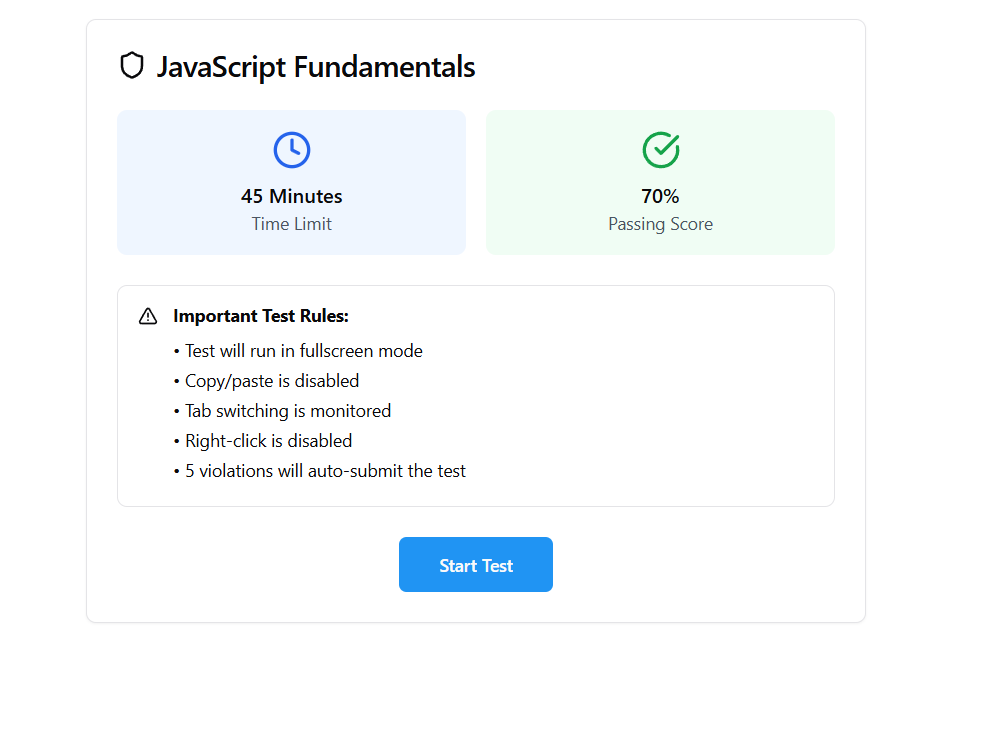 JavaScript Fundamentals
45 Minutes
Time Limit
70%
Passing Score
Important Test Rules:
• Test will run in fullscreen mode
• Copy/paste is disabled
• Tab switching is monitored
• Right-click is disabled
• 5 violations will auto-submit the test
Start Test